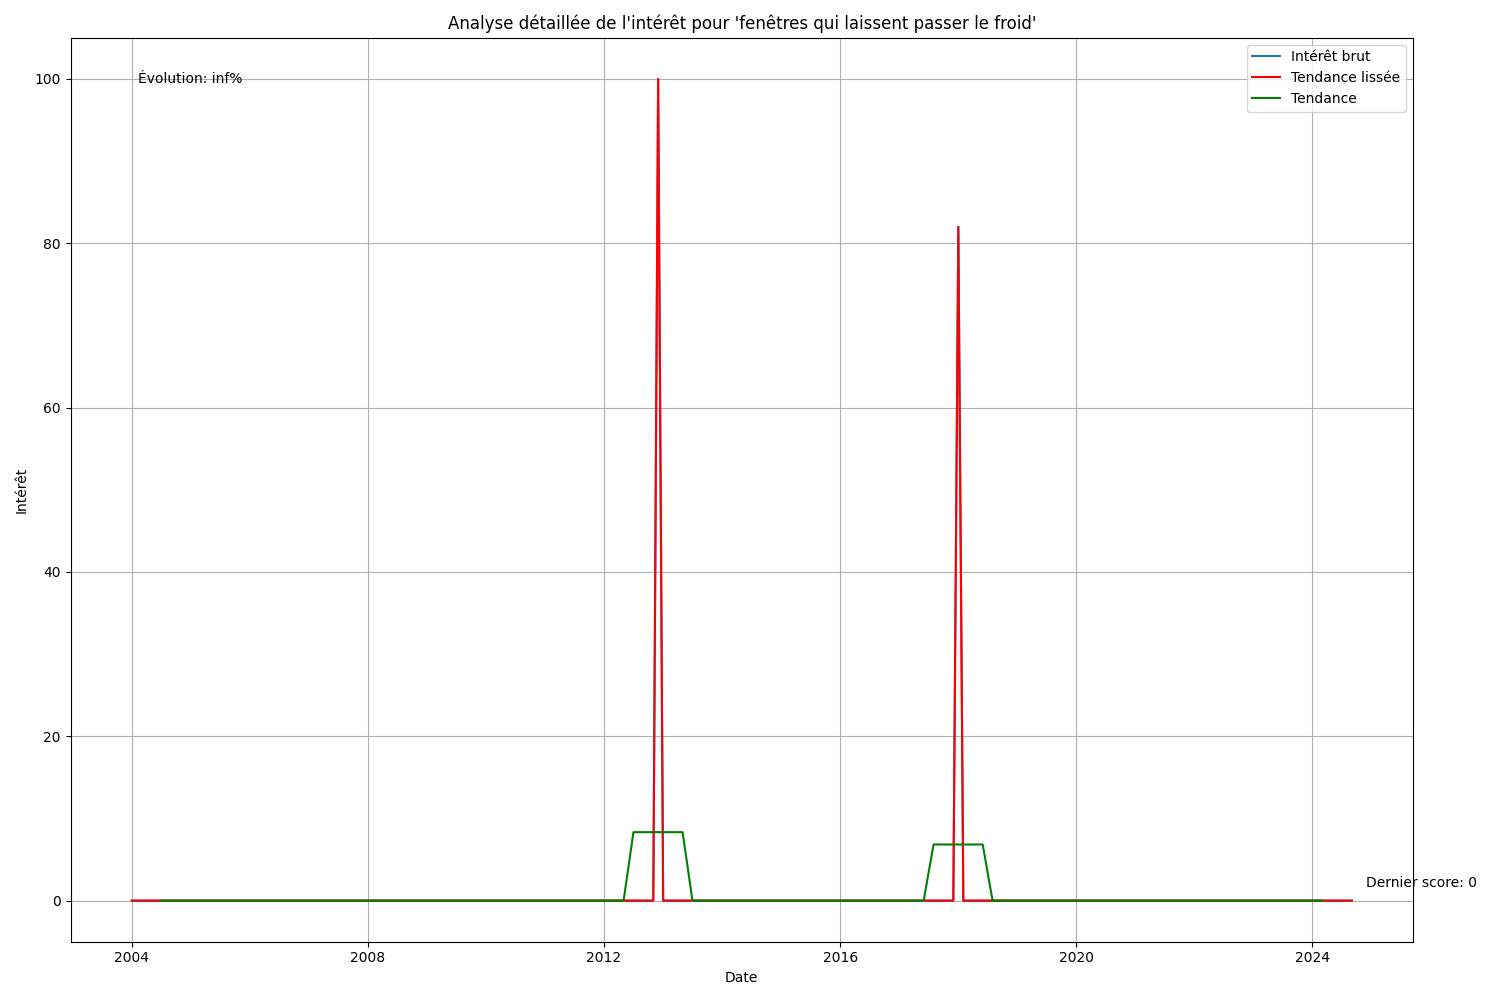 Analyse détaillée de l'intérêt pour 'fenêtres qui laissent passer le froid'
Évolution: inf%
Intérêt brut
Tendance lissée
Tendance
100
80
60
40
20
0
Intérêt
Dernier score: 0
2004
2008
2012
2016
2020
2024
Date